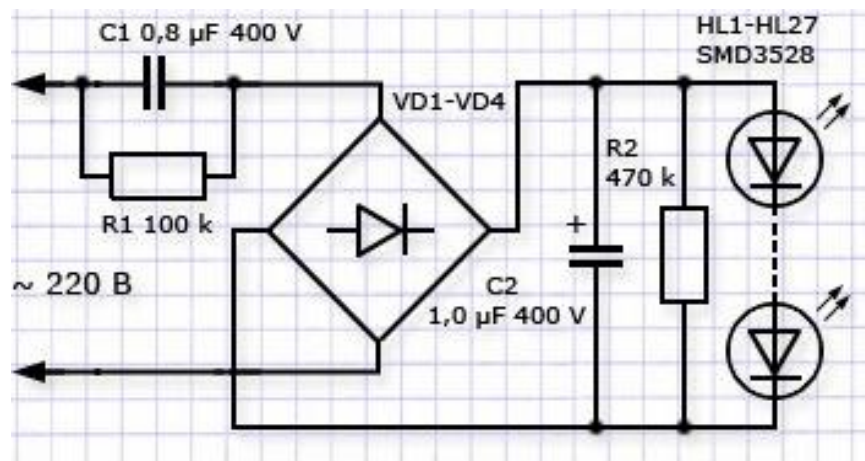 C1 0,8 µF 400 V
HL1-HL27
SMD3528
VD1-VD4
R2
470 k
R1 100 k
+
~ 220 В
C2
1,0 µF 400 V